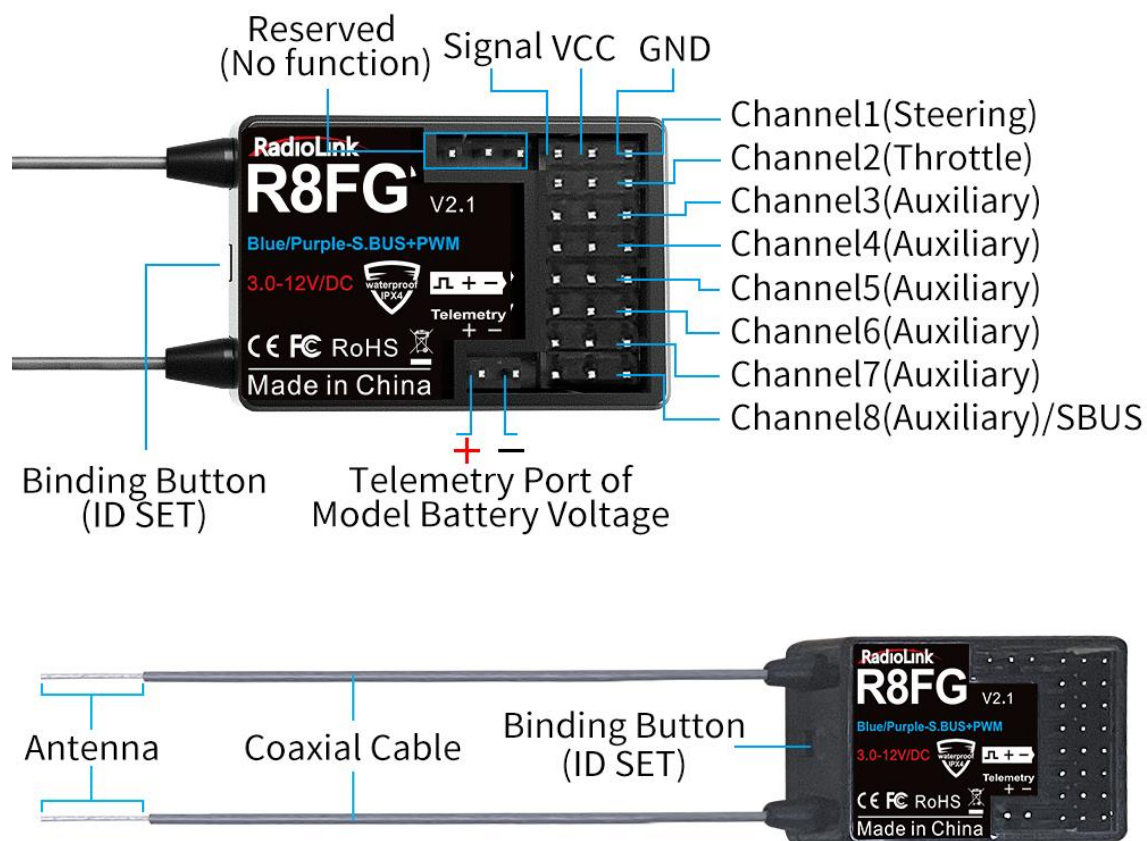 Reserved
(No function)
Signal VCC GND
RadioLink
R8FG
V2.1
Blue/Purple-S.BUS+PWM
3.0-12V/DC
waterproof
IPX4
+ −
Telemetry
+ −
CE FC RoHS
Made in China
Channel1(Steering)
Channel2(Throttle)
Channel3(Auxiliary)
Channel4(Auxiliary)
Channel5(Auxiliary)
Channel6(Auxiliary)
Channel7(Auxiliary)
Channel8(Auxiliary)/SBUS
+ −
Binding Button
(ID SET)
Telemetry Port of
Model Battery Voltage
Antenna
Coaxial Cable
Binding Button
(ID SET)
RadioLink
R8FG
V2.1
Blue/Purple-S.BUS+PWM
3.0-12V/DC
waterproof
IPX4
+ −
Telemetry
+ −
CE FC RoHS
Made in China